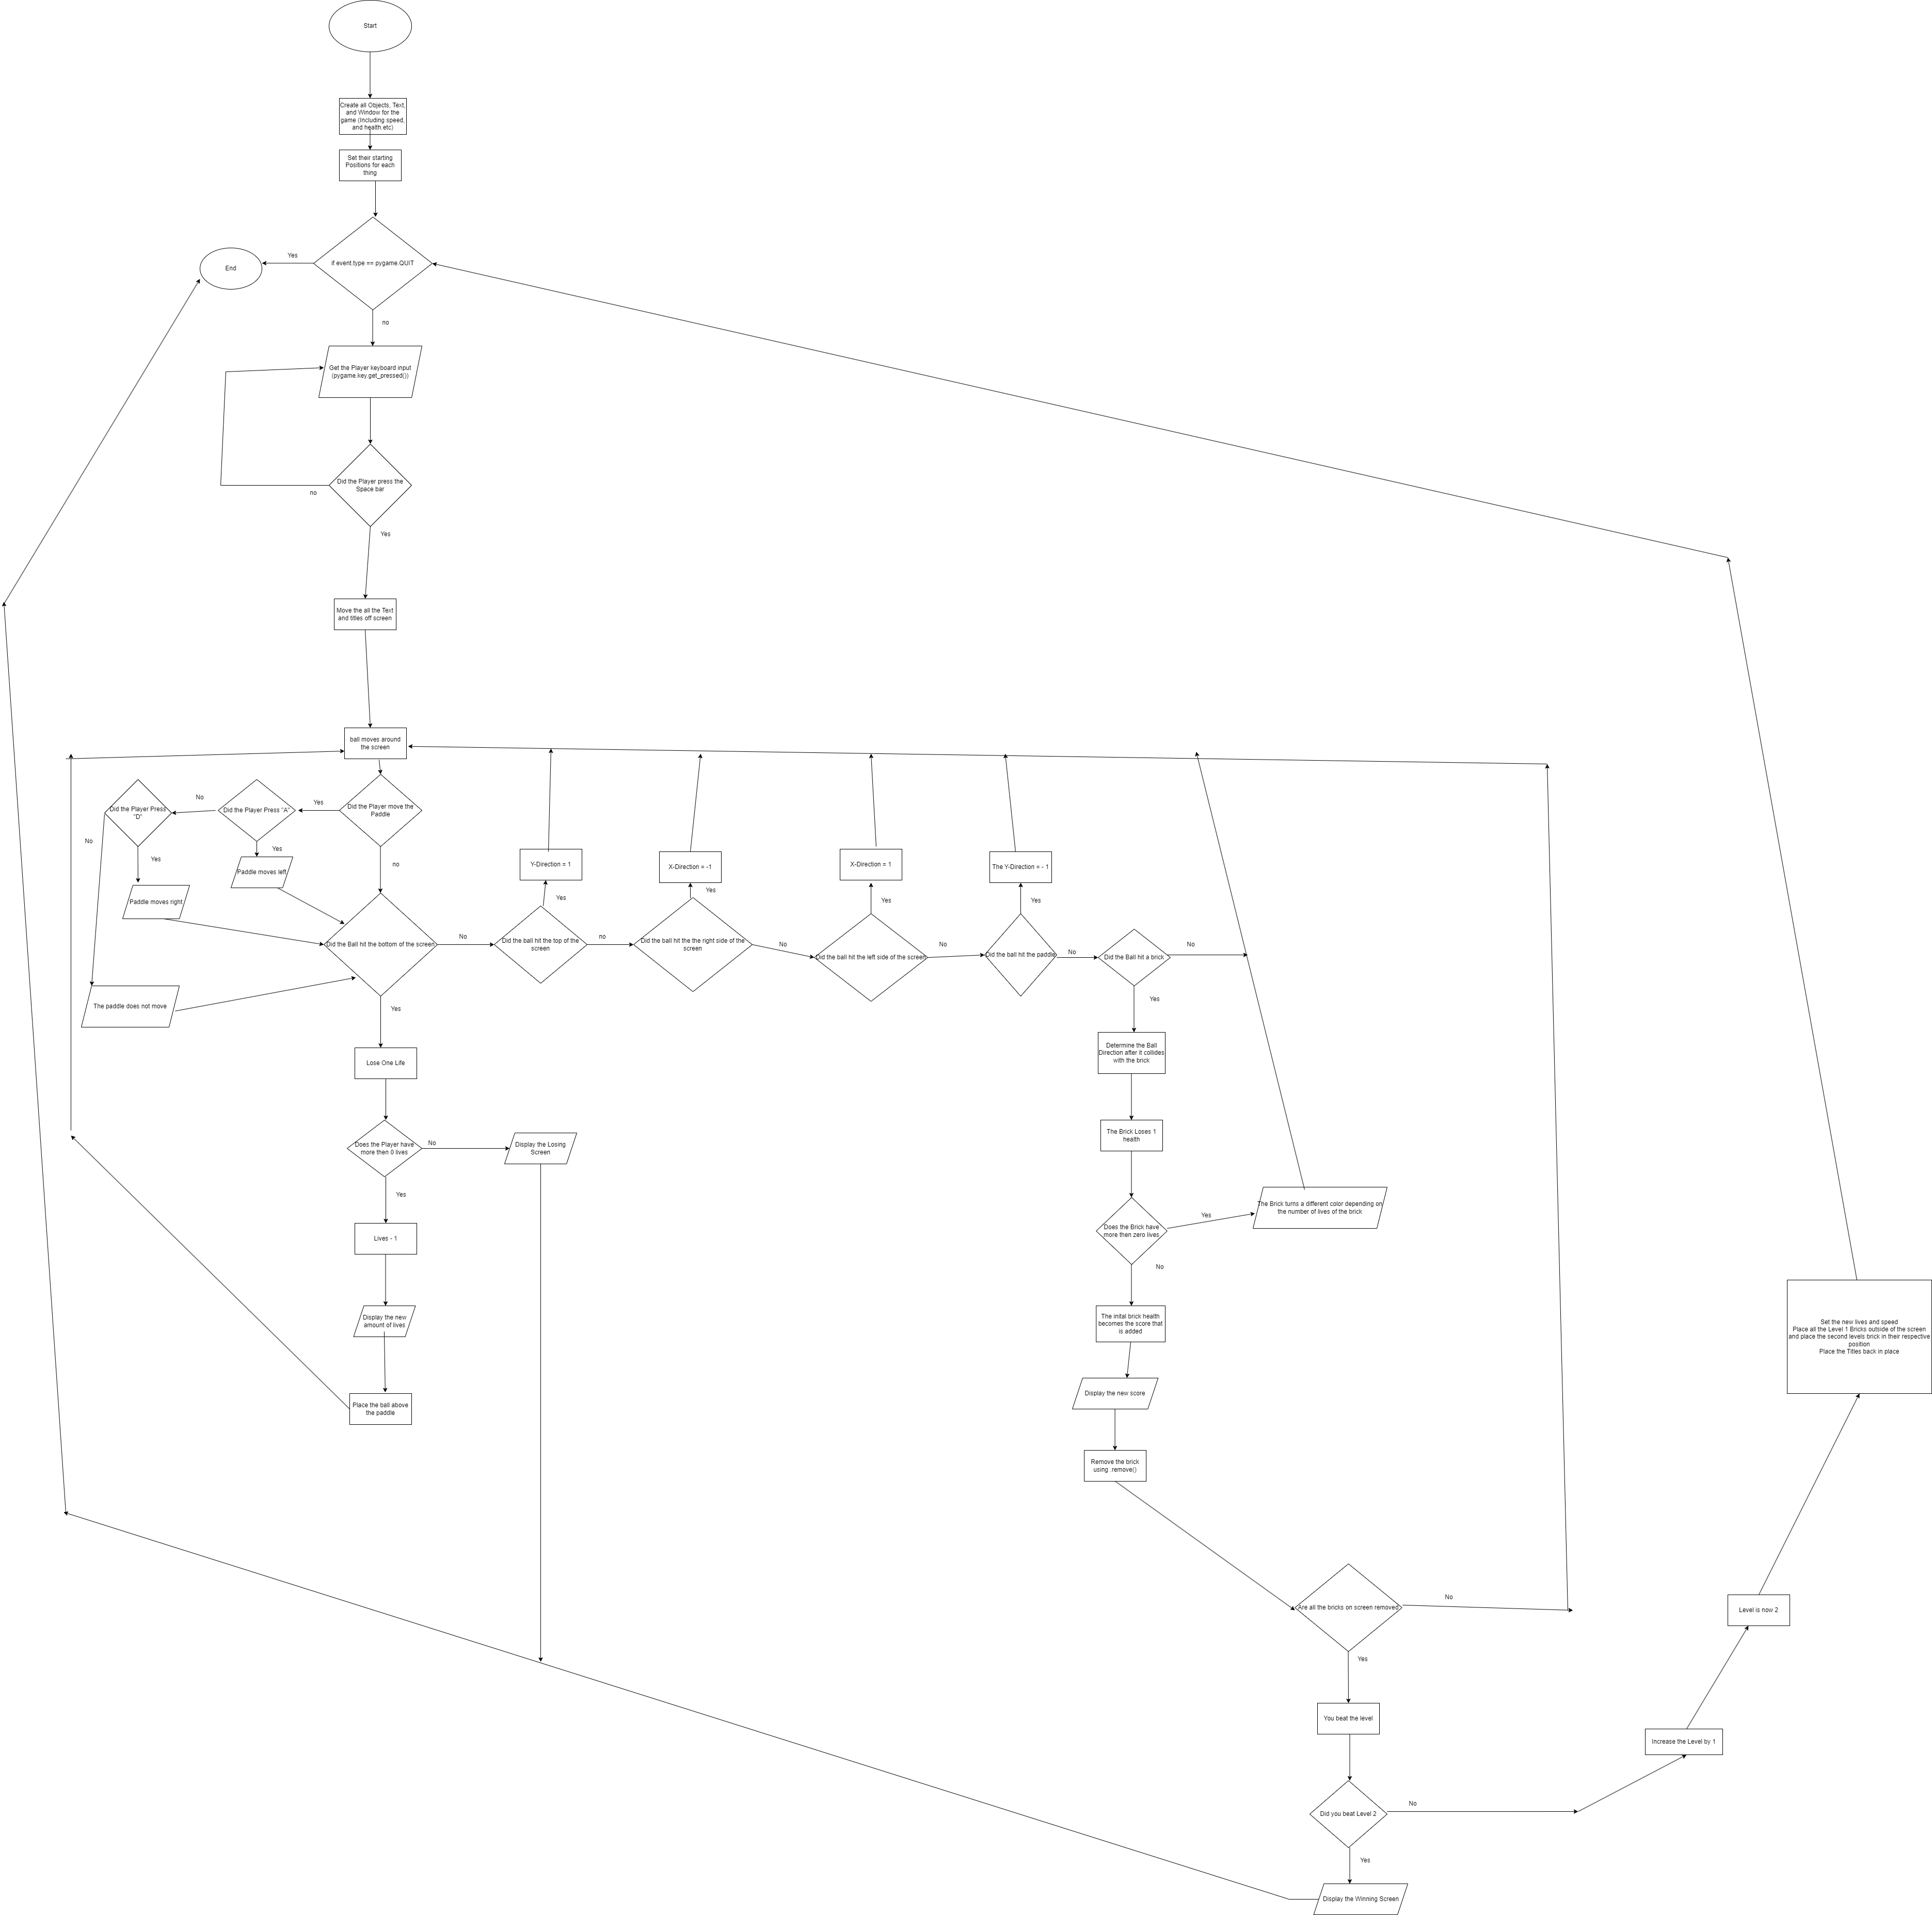 Start
Create all Objects, Text,
and Window for the
game (Including speed,
and health.etc)
Set their starting
Positions for each
thing
if event.type == pygame.QUIT
Yes
End
no
Get the Player keyboard input
(pygame.key.get_pressed())
Did the Player press the
Space bar
no
Yes
Move the all the Text
and titles off screen
ball moves around
the screen
Did the Player move the
Paddle
Yes
Did the Player Press "A"
No
Did the Player Press
"D"
No
Yes
Yes
Paddle moves left
Paddle moves right
The paddle does not move
no
Did the Ball hit the bottom of the screen
No
Did the ball hit the top of the
screen
Yes
Y-Direction = 1
no
Did the ball hit the the right side of the
screen
Yes
X-Direction = -1
No
Did the ball hit the left side of the screen
Yes
X-Direction = 1
No
Did the ball hit the paddle
Yes
The Y-Direction = - 1
No
Did the Ball hit a brick
No
Yes
Yes
Lose One Life
Does the Player have
more then 0 lives
No
Display the Losing
Screen
Yes
Lives - 1
Display the new
amount of lives
Place the ball above
the paddle
Determine the Ball
Direction after it collides
with the brick
The Brick Loses 1
health
Does the Brick have
more then zero lives
Yes
The Brick turns a different color depending on
the number of lives of the brick
No
The inital brick health
becomes the score that
is added
Display the new score
Remove the brick
using .remove()
Are all the bricks on screen removed
No
Yes
You beat the level
Did you beat Level 2
No
Yes
Display the Winning Screen
Increase the Level by 1
Level is now 2
Set the new lives and speed
Place all the Level 1 Bricks outside of the screen
and place the second levels brick in their respective
position
Place the Titles back in place